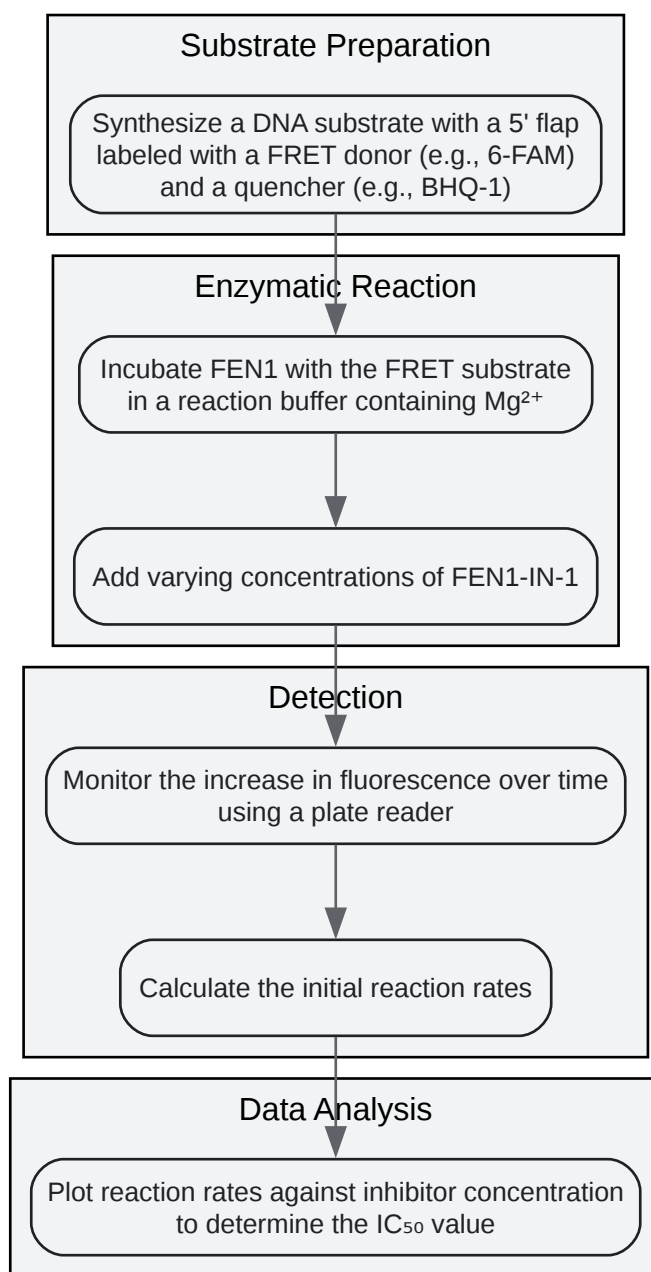 Substrate Preparation
Synthesize a DNA substrate with a 5' flap
labeled with a FRET donor (e.g., 6-FAM)
and a quencher (e.g., BHQ-1)
Enzymatic Reaction
Incubate FEN1 with the FRET substrate
in a reaction buffer containing Mg²⁺
Add varying concentrations of FEN1-IN-1
Detection
Monitor the increase in fluorescence over time
using a plate reader
Calculate the initial reaction rates
Data Analysis
Plot reaction rates against inhibitor concentration
to determine the IC₅₀ value